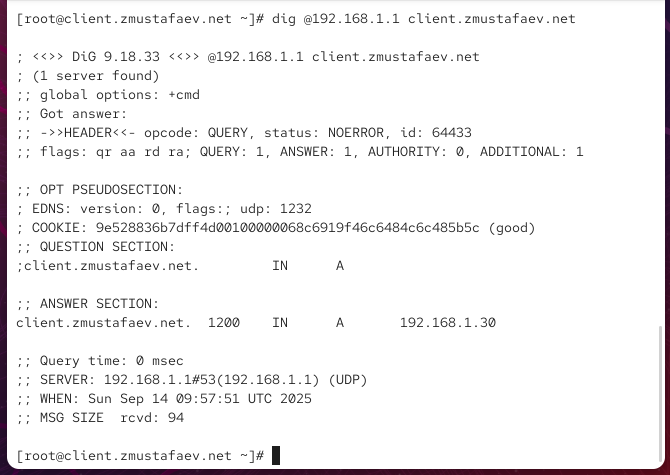 [root@client.zmustafaev.net ~]# dig @192.168.1.1 client.zmustafaev.net
; <<>> DiG 9.18.33 <<>> @192.168.1.1 client.zmustafaev.net
; (1 server found)
;; global options: +cmd
;; Got answer:
;; ->>HEADER<<- opcode: QUERY, status: NOERROR, id: 64433
;; flags: qr aa rd ra; QUERY: 1, ANSWER: 1, AUTHORITY: 0, ADDITIONAL: 1
;; OPT PSEUDOSECTION:
; EDNS: version: 0, flags:; udp: 1232
; COOKIE: 9e528836b7dff4d00100000068c6919f46c6484c6c485b5c (good)
;; QUESTION SECTION:
;client.zmustafaev.net. IN A
;; ANSWER SECTION:
client.zmustafaev.net. 1200 IN A 192.168.1.30
;; Query time: 0 msec
;; SERVER: 192.168.1.1#53(192.168.1.1) (UDP)
;; WHEN: Sun Sep 14 09:57:51 UTC 2025
;; MSG SIZE rcvd: 94
[root@client.zmustafaev.net ~]#